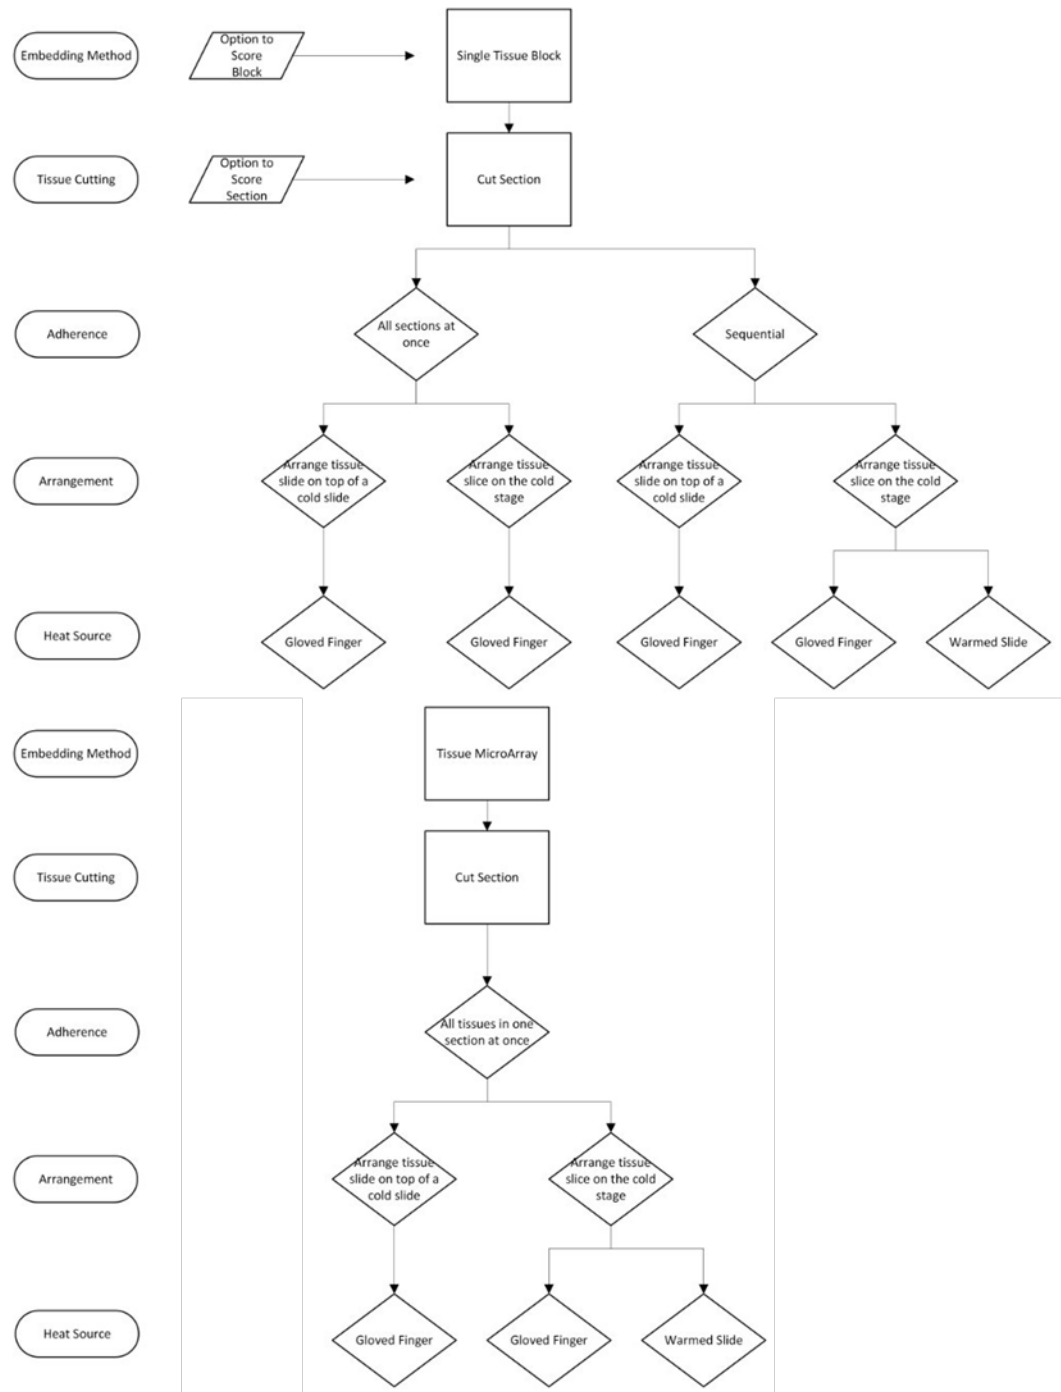 Embedding Method
Option to
Score
Block
Single Tissue Block
Tissue Cutting
Option to
Score
Section
Cut Section
Adherence
All sections at
once
Sequential
Arrangement
Arrange tissue
slide on top of a
cold slide
Arrange tissue
slice on the cold
stage
Arrange tissue
slide on top of a
cold slide
Arrange tissue
slice on the cold
stage
Heat Source
Gloved Finger
Gloved Finger
Gloved Finger
Gloved Finger
Warmed Slide
Embedding Method
Tissue MicroArray
Tissue Cutting
Cut Section
Adherence
All tissues in one
section at once
Arrangement
Arrange tissue
slide on top of a
cold slide
Arrange tissue
slice on the cold
stage
Heat Source
Gloved Finger
Gloved Finger
Warmed Slide